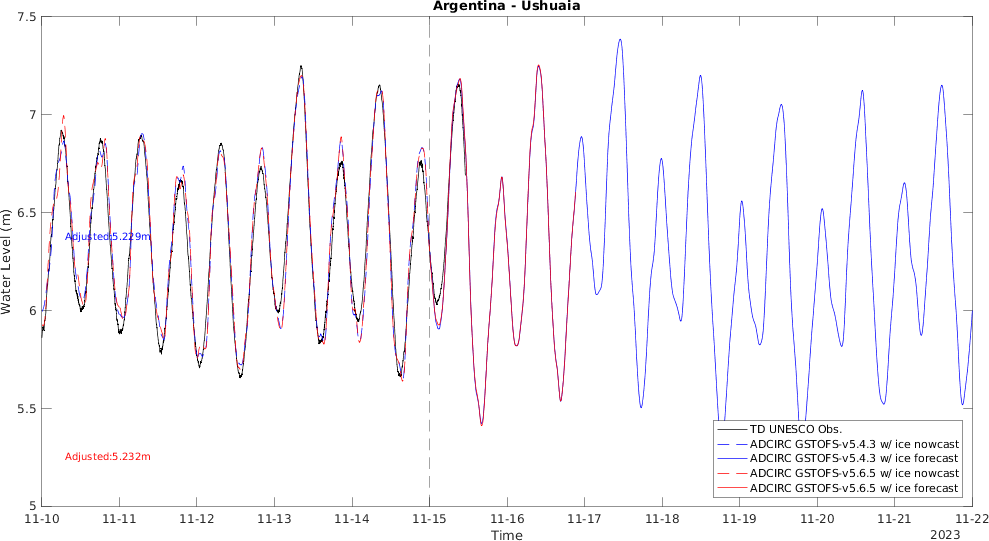 Argentina - Ushuaia
Water Level (m)
7.5
7
6.5
6
5.5
5
Adjusted:5.229m
Adjusted:5.232m
TD UNESCO Obs.
ADCIRC GSTOFS-v5.4.3 w/ ice nowcast
ADCIRC GSTOFS-v5.4.3 w/ ice forecast
ADCIRC GSTOFS-v5.6.5 w/ ice nowcast
ADCIRC GSTOFS-v5.6.5 w/ ice forecast
11-10 11-11 11-12 11-13 11-14 11-15 11-16 11-17 11-18 11-19 11-20 11-21 11-22
Time
2023